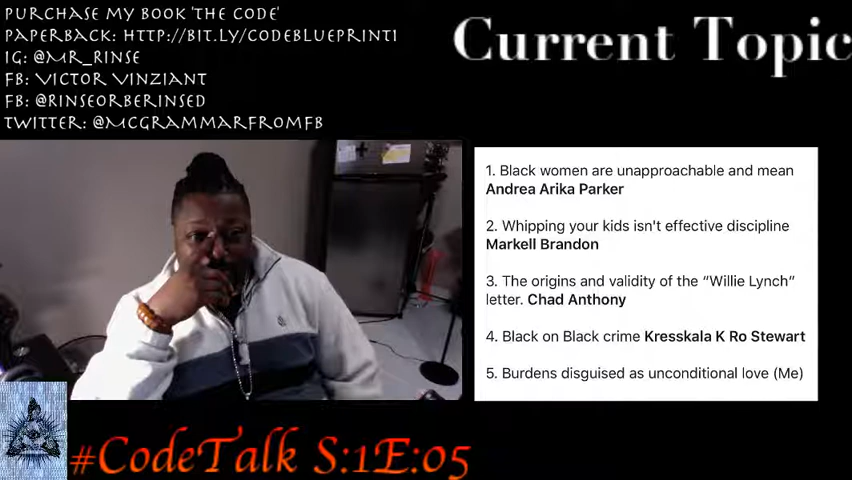 PURCHASE MY BOOK 'THE CODE'
PAPERBACK: HTTP://BIT.LY/CODEBLUEPRINT1
IG: @MR_RINSE
FB: VICTOR VINZIANT
FB: @RINSEORBERINSED
TWITTER: @MCGRAMMARFROMFB
Current Topic
1. Black women are unapproachable and mean
Andrea Arika Parker
2. Whipping your kids isn't effective discipline
Markell Brandon
3. The origins and validity of the “Willie Lynch”
letter. Chad Anthony
4. Black on Black crime Kresskala K Ro Stewart
5. Burdens disguised as unconditional love (Me)
#CodeTalk S:1E:05